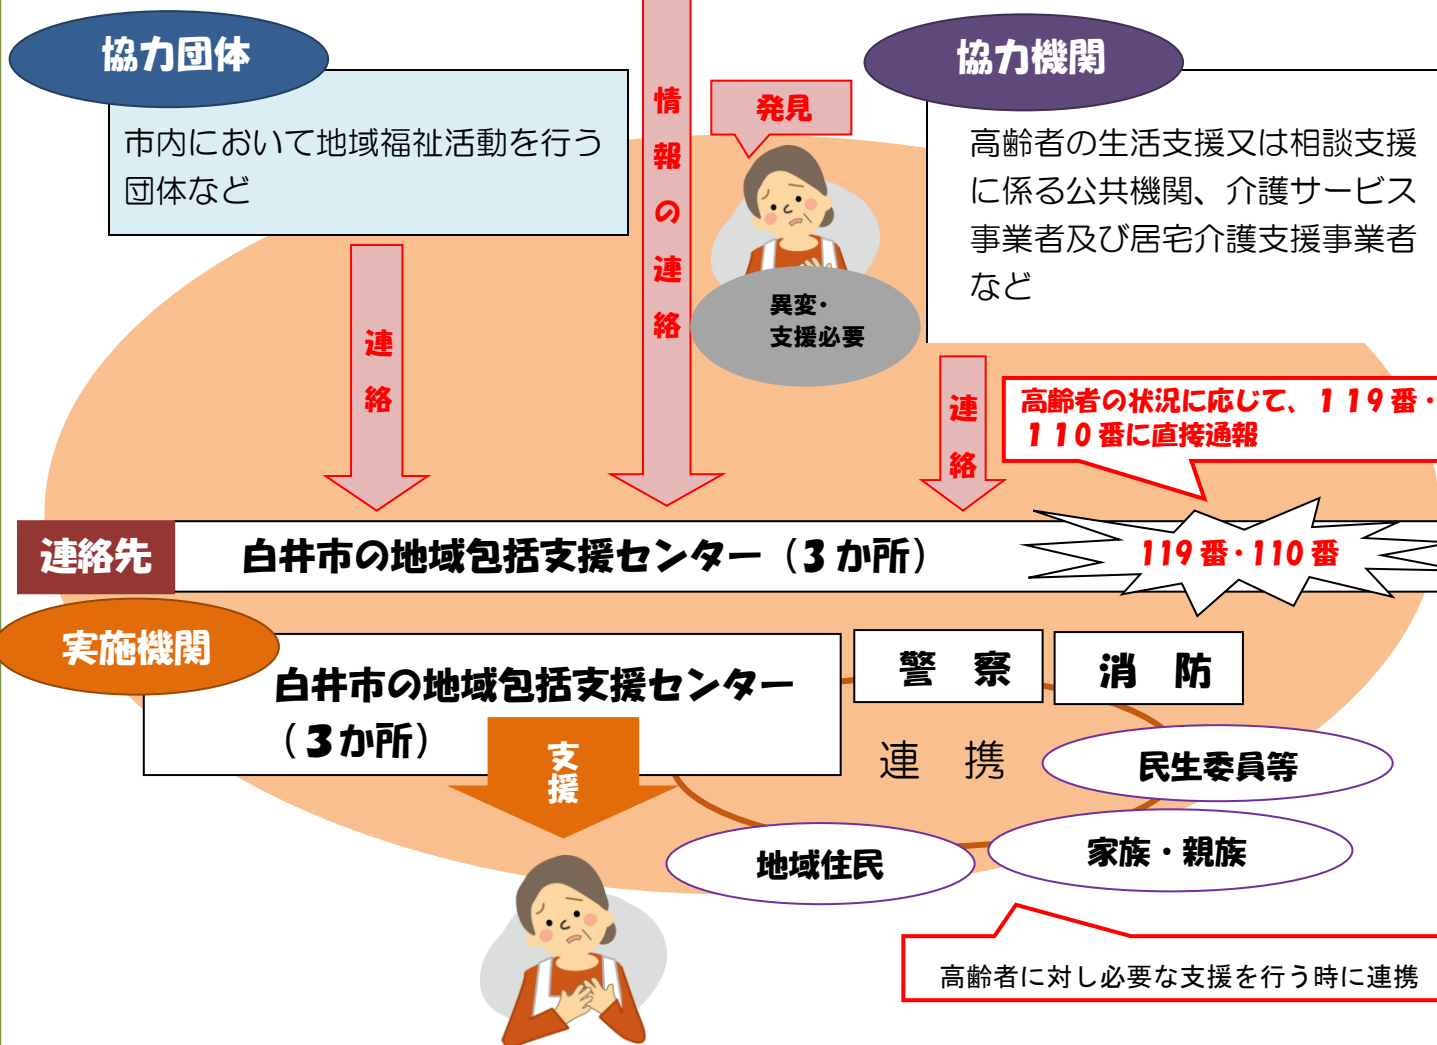 協力団体
市内において地域福祉活動を行う
団体など
情報の連絡
発見
異変・
支援必要
協力機関
高齢者の生活支援又は相談支援
に係る公共機関、介護サービス
事業者及び居宅介護支援事業者
など
連絡
連絡
高齢者の状況に応じて、119番・
110番に直接通報
連絡先
白井市の地域包括支援センター（3か所）
119番・110番
実施機関
白井市の地域包括支援センター
（3か所）
支援
警　察
消　防
連　携
民生委員等
家族・親族
地域住民
高齢者に対し必要な支援を行う時に連携